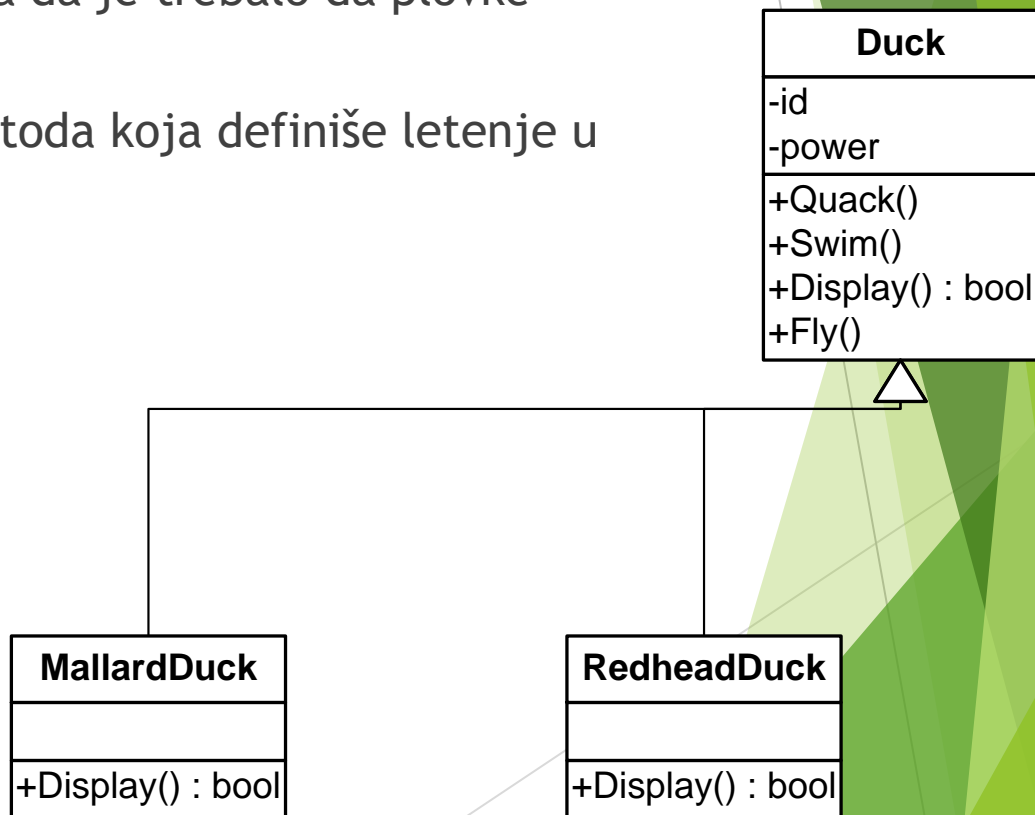 da je trebalo da plovke
koja definiše letenje u
Duck
-id
-power
+Quack()
+Swim()
+Display() : bool
+Fly()
MallardDuck
+Display() : bool
RedheadDuck
+Display() : bool